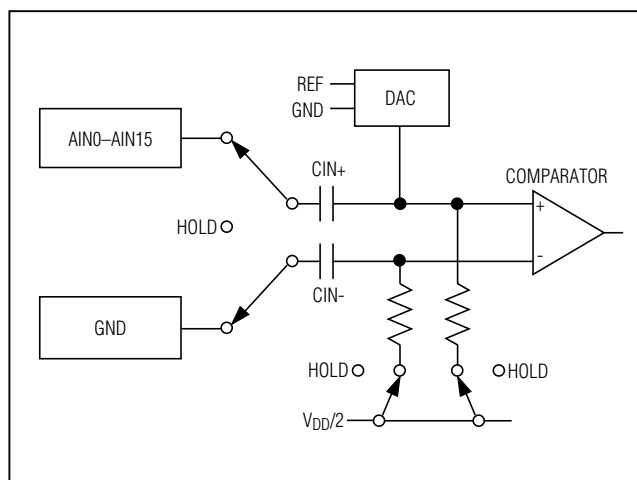 REF
GND
DAC
AIN0–AIN15
CIN+
COMPARATOR
HOLD
+
-
CIN-
GND
HOLD
HOLD
VDD/2